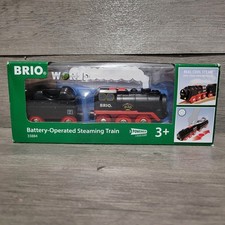 BRIO
WORLD
BRIO
Battery-Operated Steaming Train
33884
3+